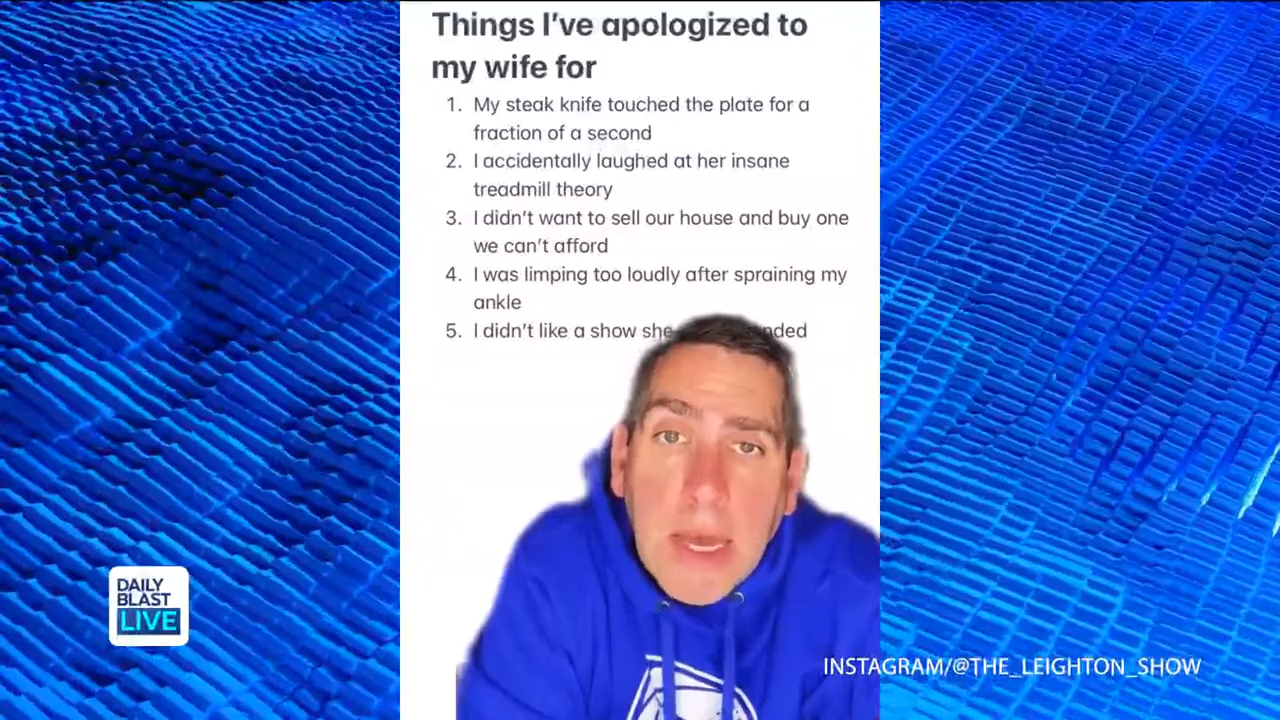 Things I've apologized to
my wife for
1. My steak knife touched the plate for a
fraction of a second
2. I accidentally laughed at her insane
treadmill theory
3. I didn't want to sell our house and buy one
we can't afford
4. I was limping too loudly after spraining my
ankle
5. I didn't like a show she
DAILY
BLAST
LIVE
INSTAGRAM/@THE_LEIGHTON_SHOW